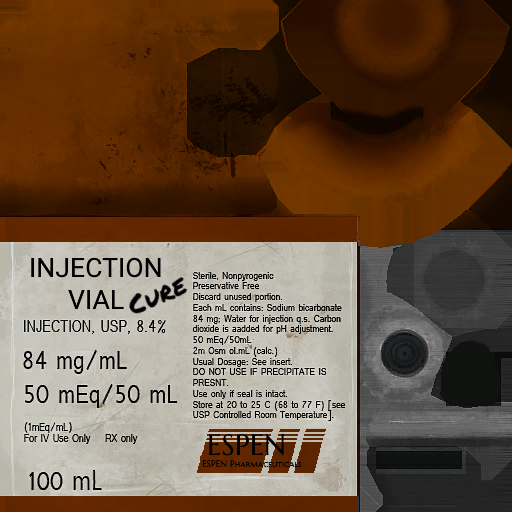 INJECTION
VIAL CURE
INJECTION, USP, 8.4%
84 mg/mL
50 mEq/50 mL
(1mEq/mL)
For IV Use Only RX only
100 mL
Sterile, Nonpyrogenic
Preservative Free
Discard unused portion.
Each mL contains: Sodium bicarbonate
84 mg; Water for injection q.s. Carbon
dioxide is aadded for pH adjustment.
50 mEq/50mL
2m Osm ol.mL (calc.)
Usual Dosage: See insert.
DO NOT USE IF PRECIPITATE IS
PRESNT.
Use only if seal is intact.
Store at 20 to 25 C (68 to 77 F) [see
USP Controlled Room Temperature].
ESPEN
ESPEN PHARMACEUTICALS